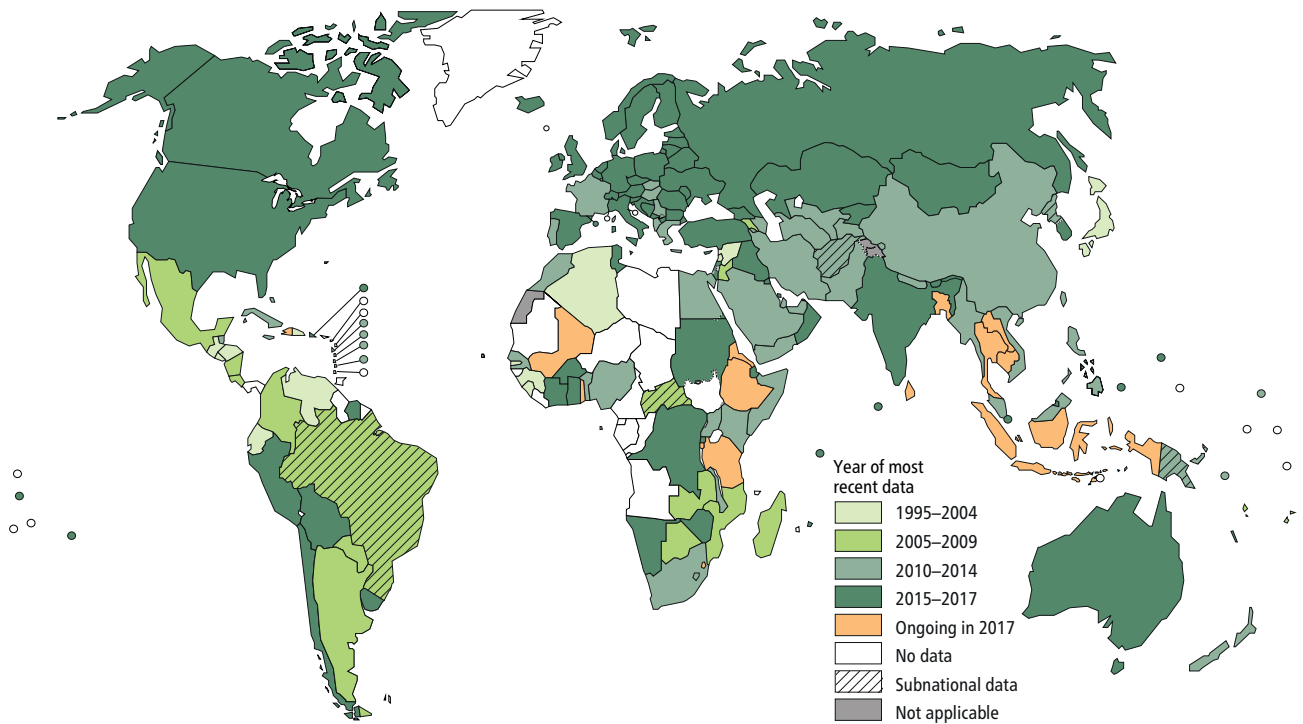 Year of most
recent data
1995–2004
2005–2009
2010–2014
2015–2017
Ongoing in 2017
No data
Subnational data
Not applicable